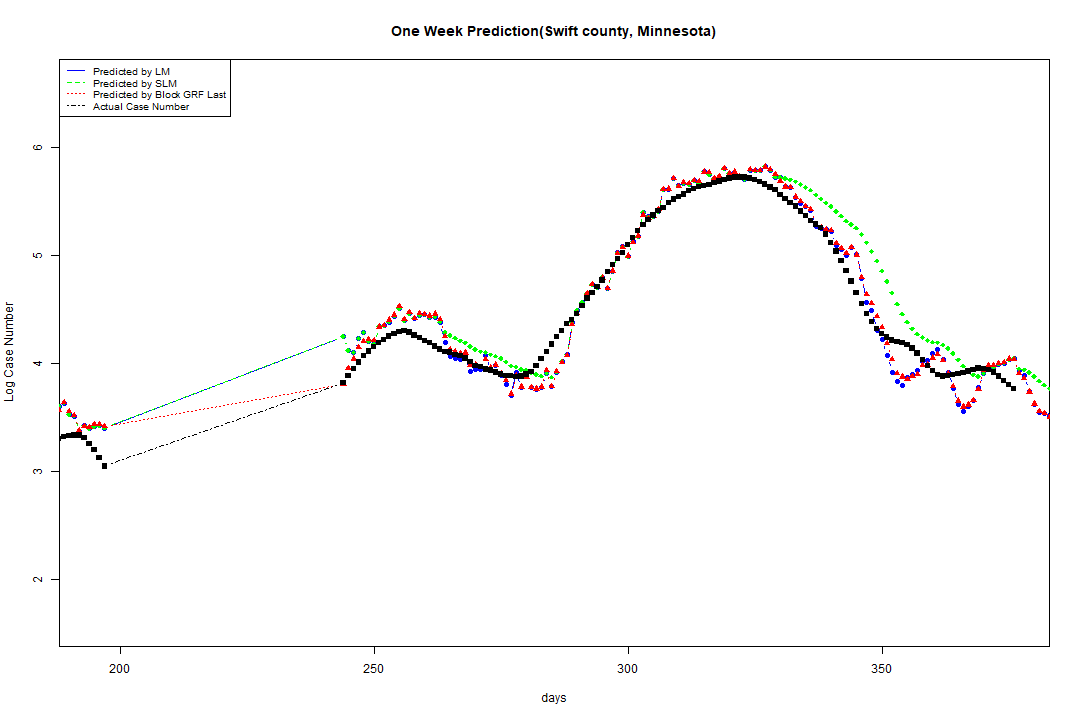 One Week Prediction(Swift county, Minnesota)
Predicted by LM
Predicted by SLM
Predicted by Block GRF Last
Actual Case Number
6
5
4
3
2
Log Case Number
200
250
300
350
days